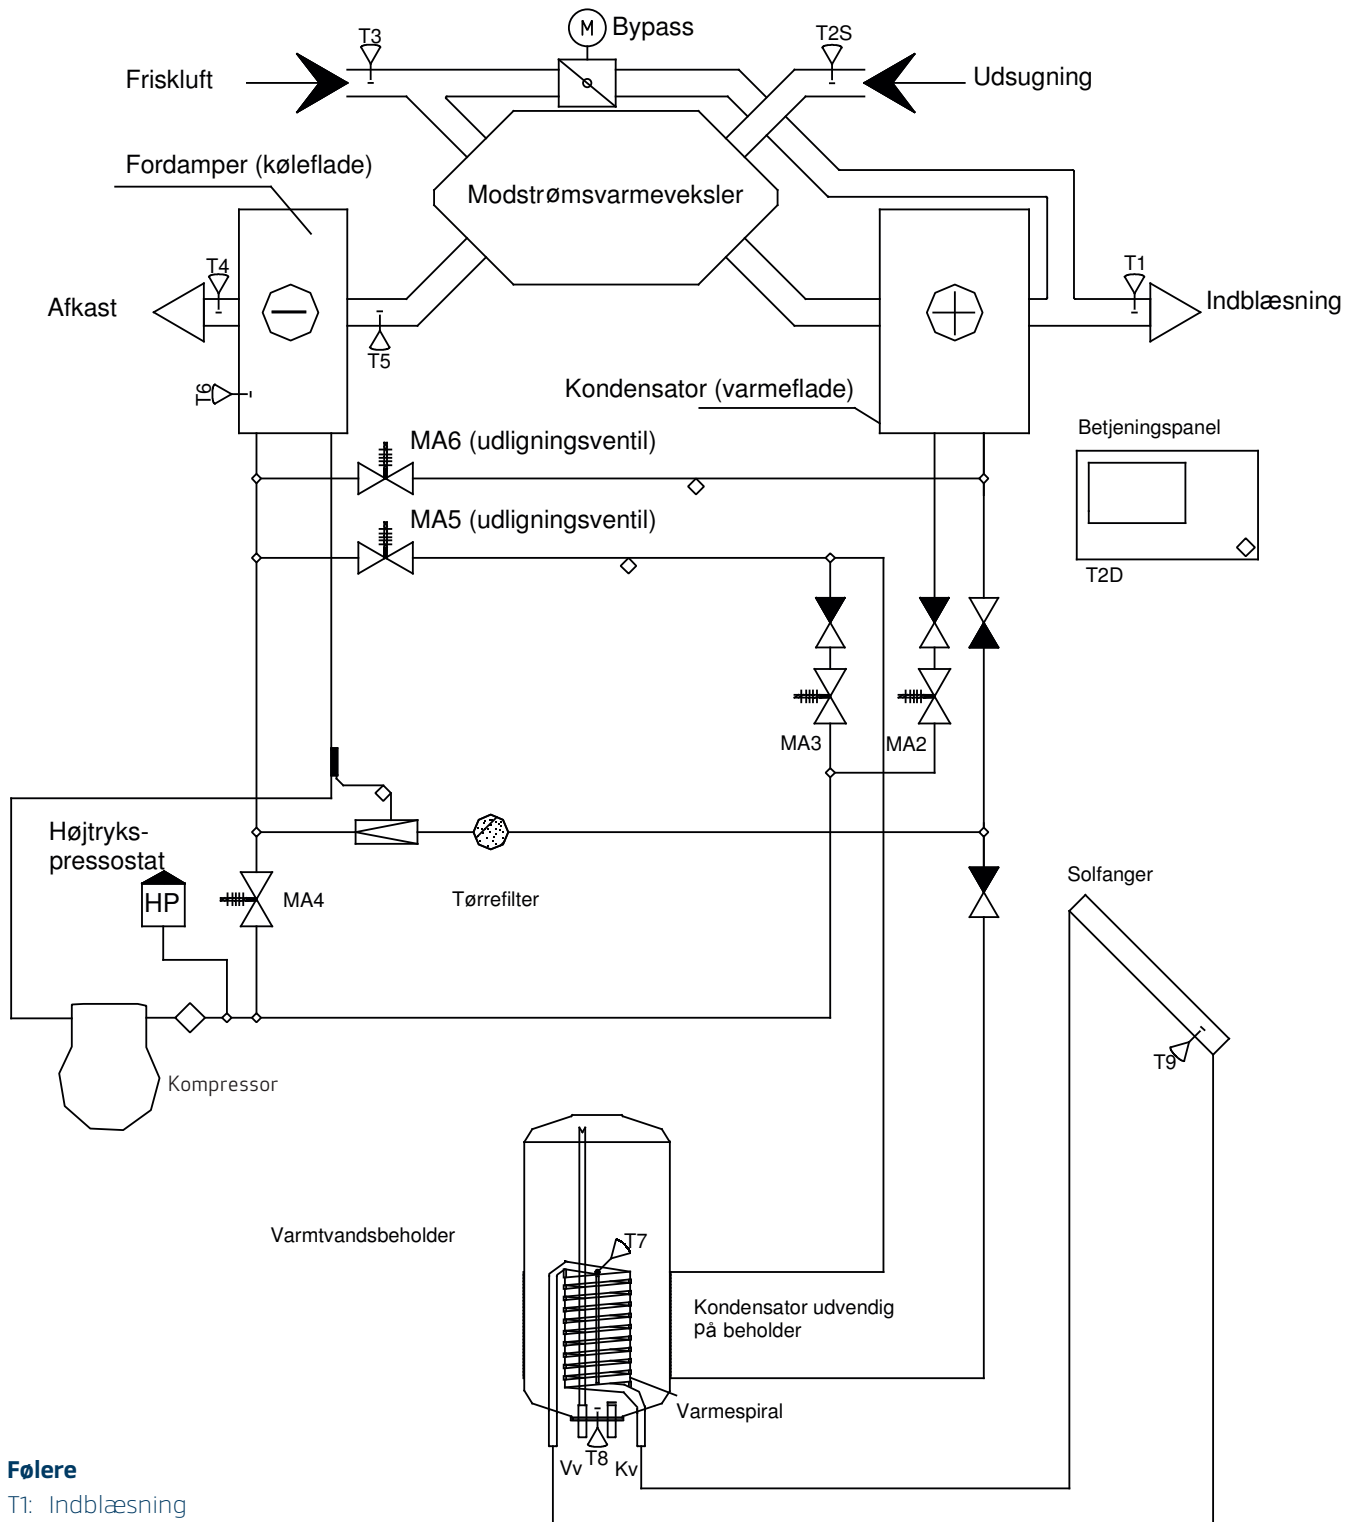 M Bypass
T3
T2S
Friskluft
Udsugning
Fordamper (køleflade)
Modstrømsvarmeveksler
T4
T1
Afkast
Indblæsning
T5
T6
Kondensator (varmeflade)
MA6 (udligningsventil)
Betjeningspanel
MA5 (udligningsventil)
T2D
MA3
MA2
Højtryks-
pressostat
HP
MA4
Tørrefilter
Solfanger
T9
Kompressor
Varmtvandsbeholder
T7
Kondensator udvendig
på beholder
Varmespiral
Vv
T8
Kv
Følere
T1: Indblæsning